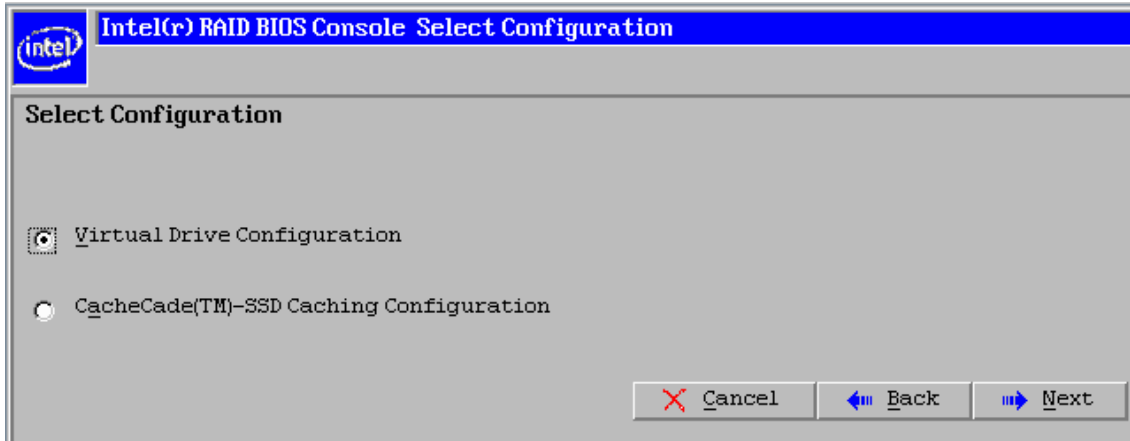 intel
Intel(r) RAID BIOS Console Select Configuration
Select Configuration
Virtual Drive Configuration
CacheCade(TM)-SSD Caching Configuration
Cancel Back Next